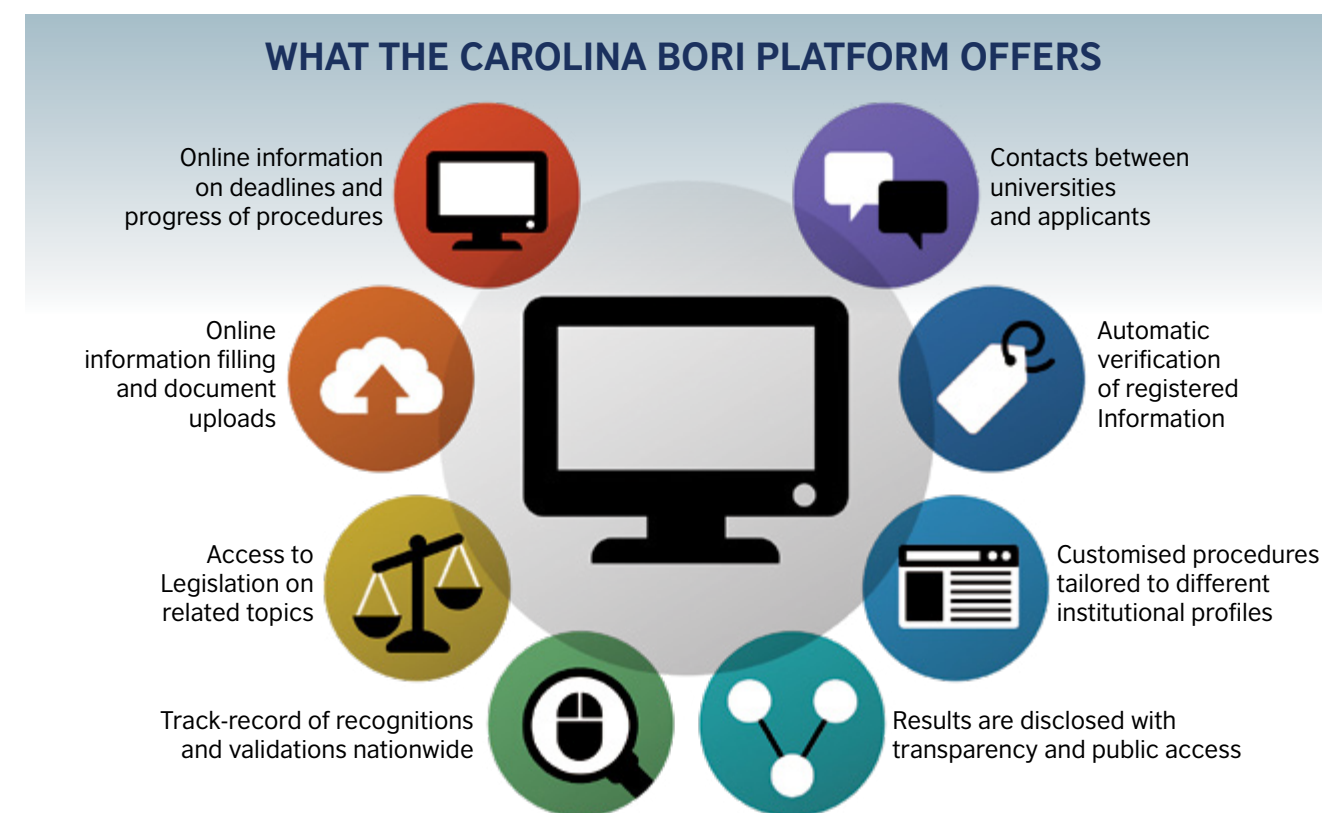 WHAT THE CAROLINA BORI PLATFORM OFFERS
Online information
on deadlines and
progress of procedures
Contacts between
universities
and applicants
Online
information filling
and document
uploads
Automatic
verification
of registered
Information
Access to
Legislation on
related topics
Customised procedures
tailored to different
institutional profiles
Track-record of recognitions
and validations nationwide
Results are disclosed with
transparency and public access